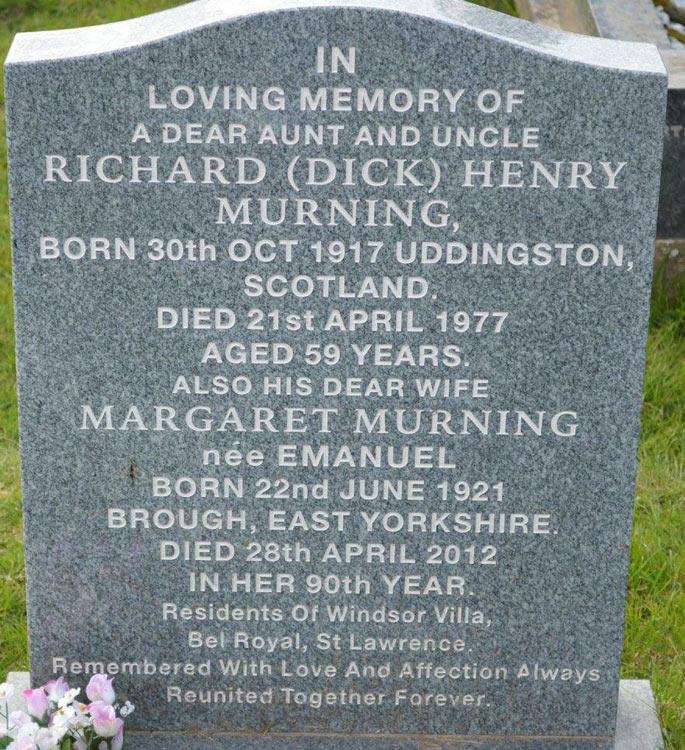 IN
LOVING MEMORY OF
A DEAR AUNT AND UNCLE
RICHARD (DICK) HENRY
MURNING,
BORN 30th OCT 1917 UDDINGSTON,
SCOTLAND.
DIED 21st APRIL 1977
AGED 59 YEARS.
ALSO HIS DEAR WIFE
MARGARET MURNING
née EMANUEL
BORN 22nd JUNE 1921
BROUGH, EAST YORKSHIRE.
DIED 28th APRIL 2012
IN HER 90th YEAR.
Residents Of Windsor Villa,
Bel Royal, St Lawrence.
Remembered With Love And Affection Always
Reunited Together Forever.